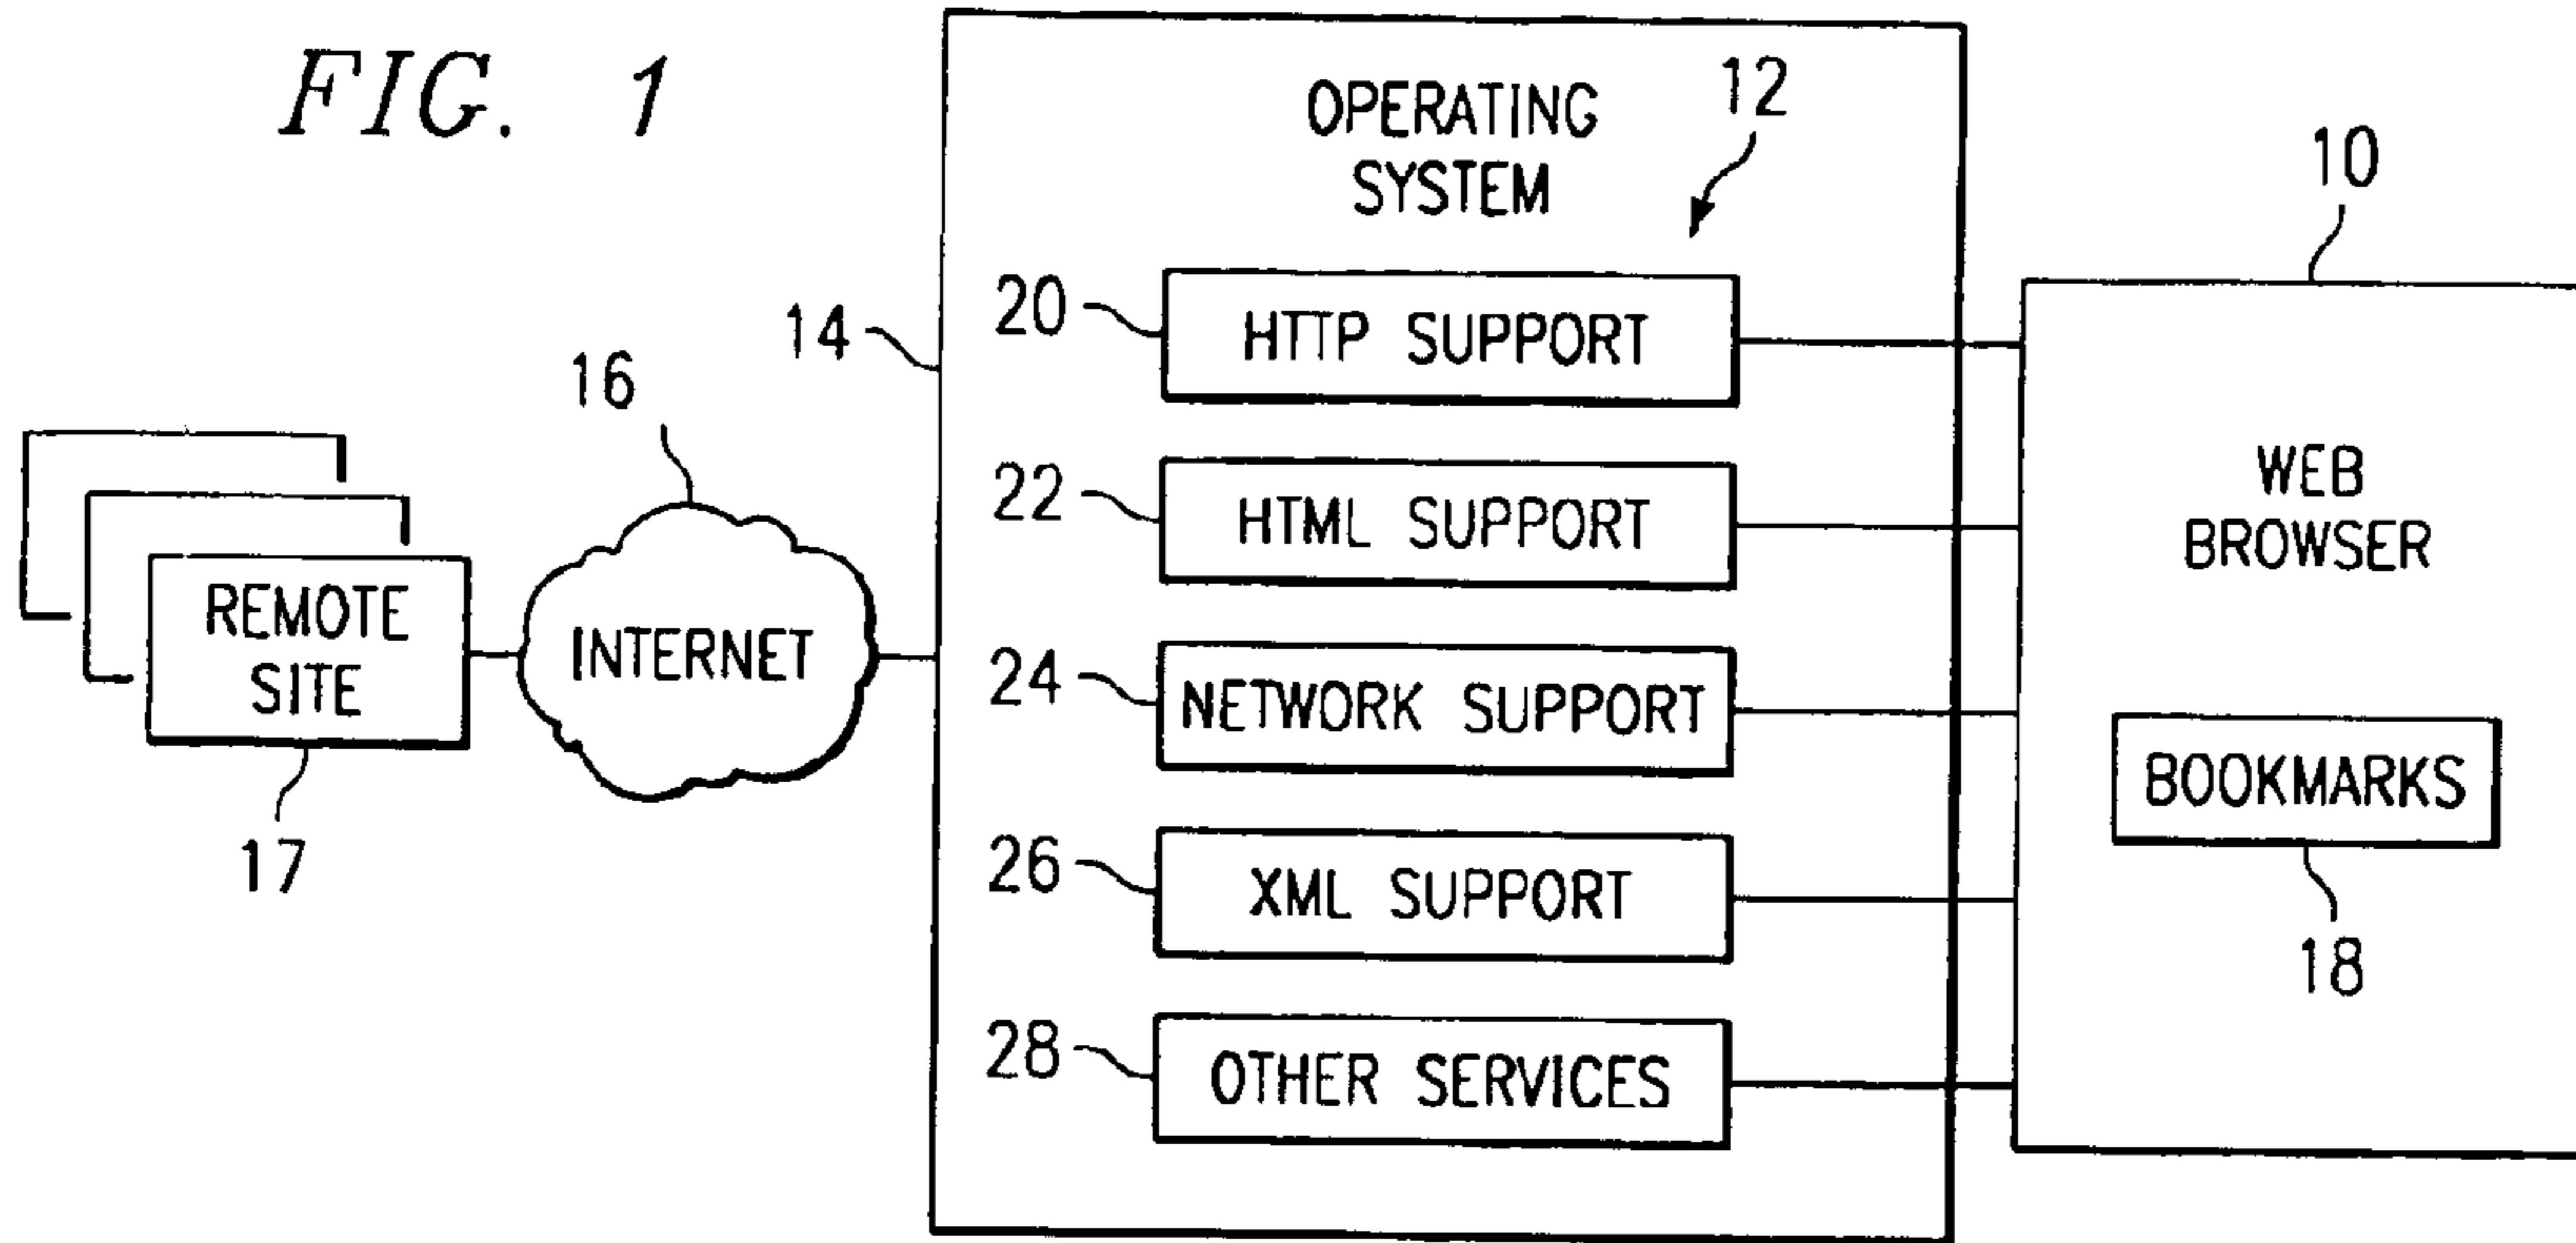 FIG. 1
OPERATING
SYSTEM
12
10
14
20
HTTP SUPPORT
16
22
HTML SUPPORT
WEB
BROWSER
REMOTE
SITE
INTERNET
24
NETWORK SUPPORT
BOOKMARKS
17
26
XML SUPPORT
18
28
OTHER SERVICES